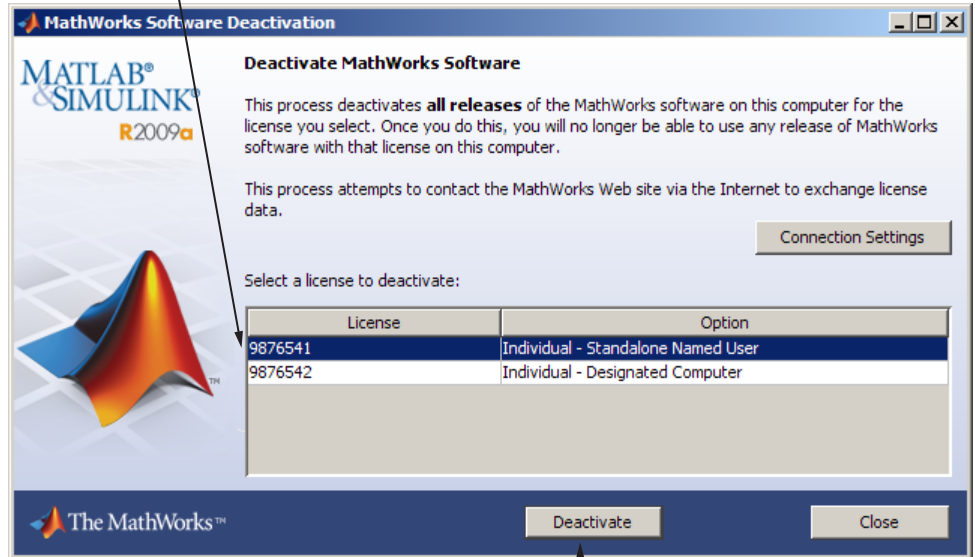 MathWorks Software Deactivation
MATLAB®
&SIMULINK®
R2009a
Deactivate MathWorks Software
This process deactivates all releases of the MathWorks software on this computer for the
license you select. Once you do this, you will no longer be able to use any release of MathWorks
software with that license on this computer.
This process attempts to contact the MathWorks Web site via the Internet to exchange license
data.
Connection Settings
Select a license to deactivate:
License Option
9876541 Individual - Standalone Named User
9876542 Individual - Designated Computer
TM
The MathWorks™
Deactivate
Close